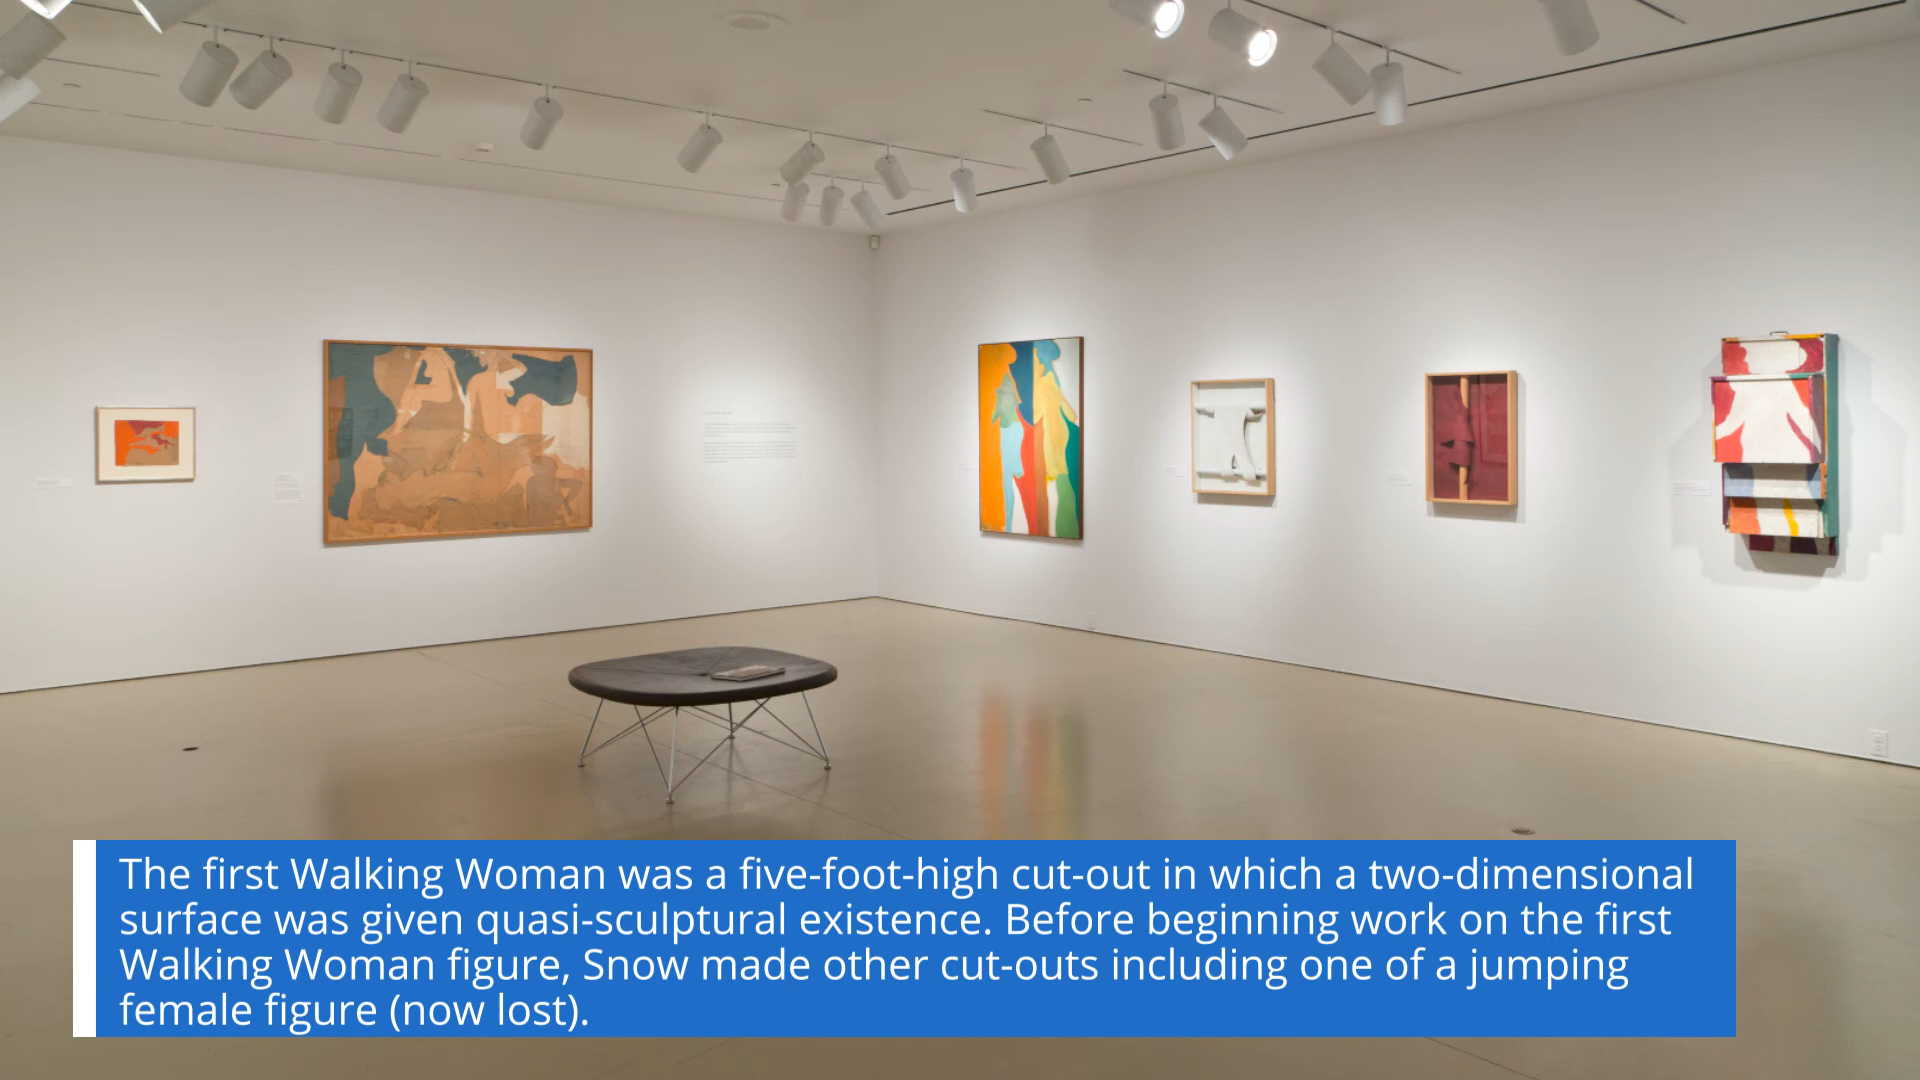 The first Walking Woman was a five-foot-high cut-out in which a two-dimensional
surface was given quasi-sculptural existence. Before beginning work on the first
Walking Woman figure, Snow made other cut-outs including one of a jumping
female figure (now lost).